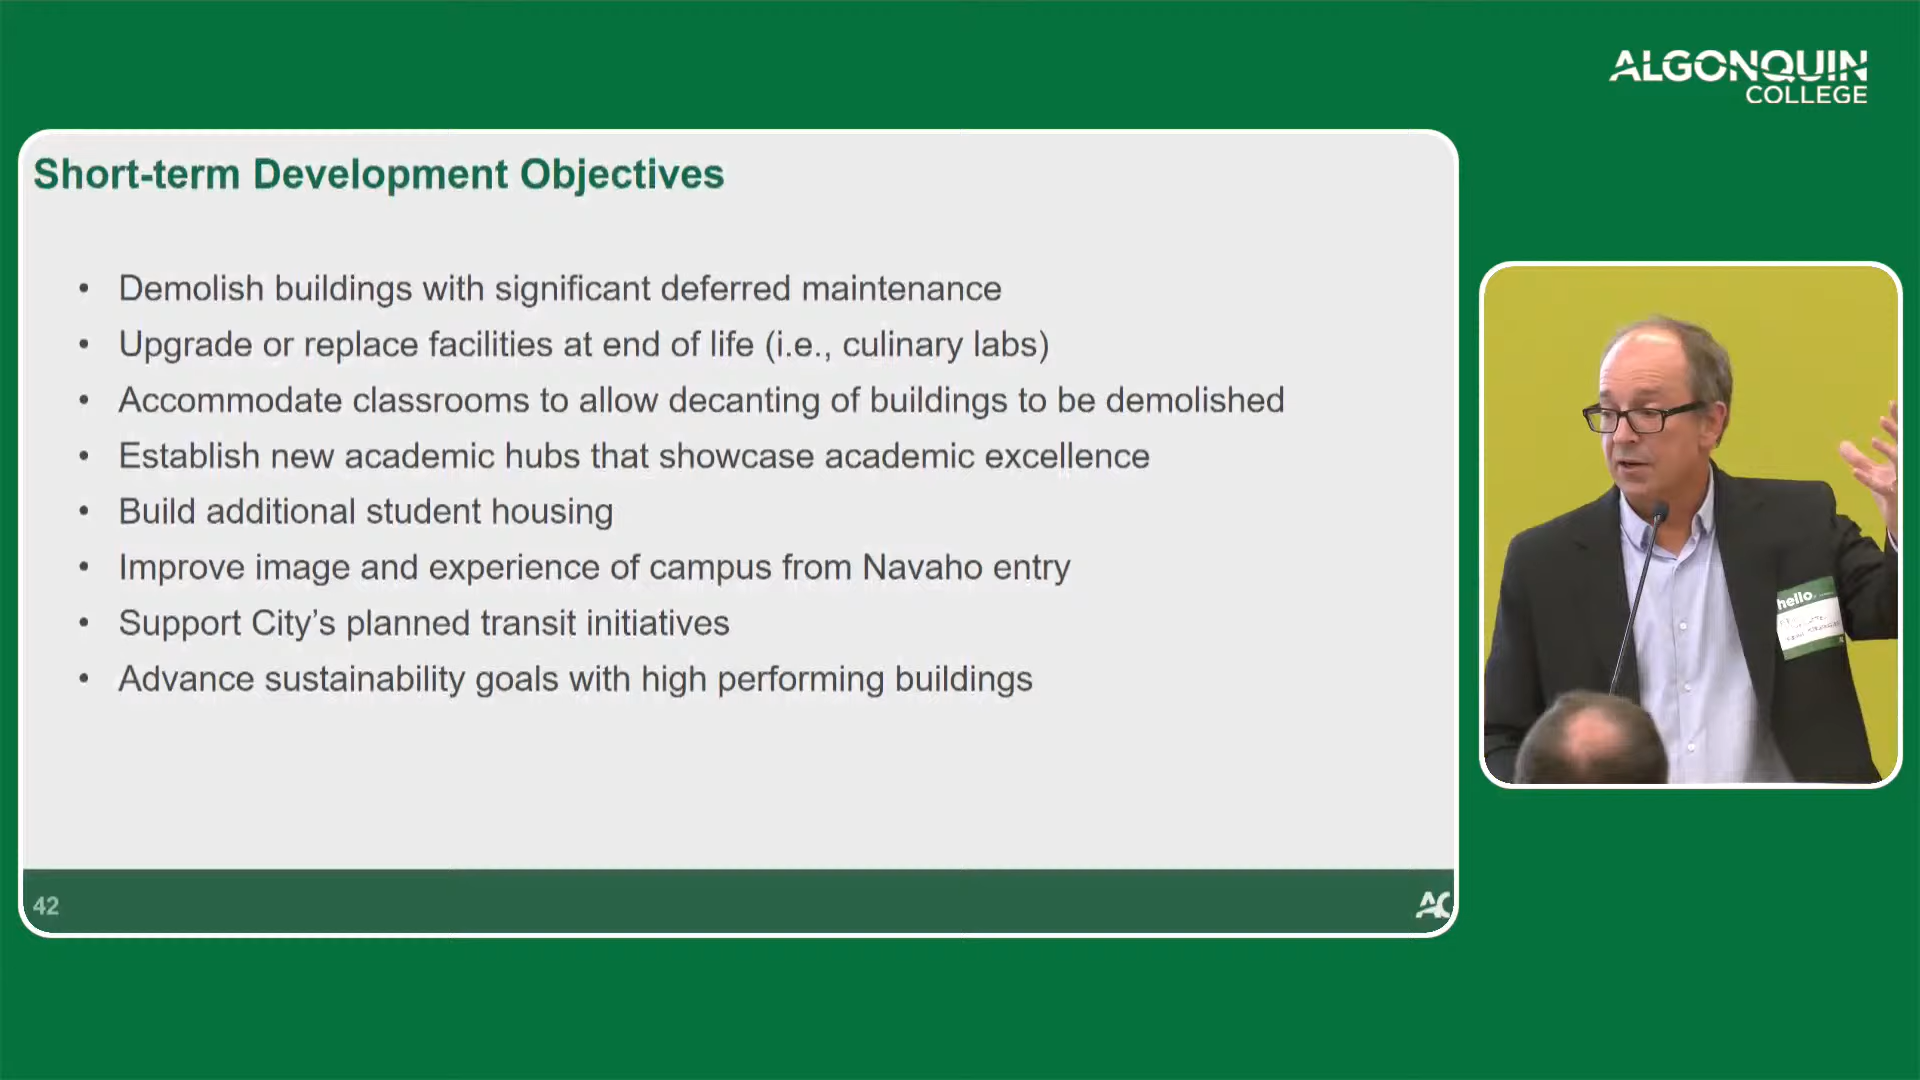 ALGONQUIN
COLLEGE
Short-term Development Objectives
• Demolish buildings with significant deferred maintenance
• Upgrade or replace facilities at end of life (i.e., culinary labs)
• Accommodate classrooms to allow decanting of buildings to be demolished
• Establish new academic hubs that showcase academic excellence
• Build additional student housing
• Improve image and experience of campus from Navaho entry
• Support City’s planned transit initiatives
• Advance sustainability goals with high performing buildings
42
AC
hello.